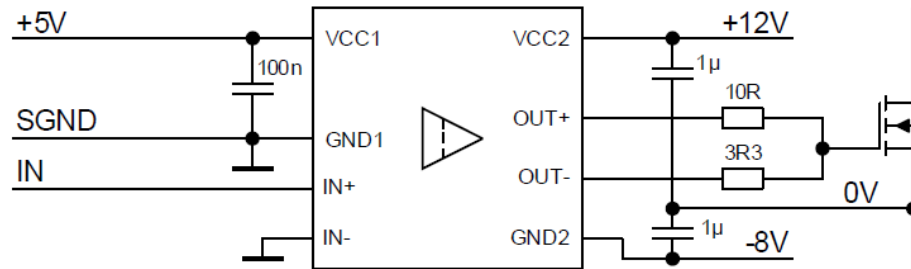 +5V
VCC1
VCC2
+12V
100n
1µ
10R
SGND
GND1
OUT+
3R3
IN
IN+
OUT-
0V
IN-
GND2
1µ
-8V